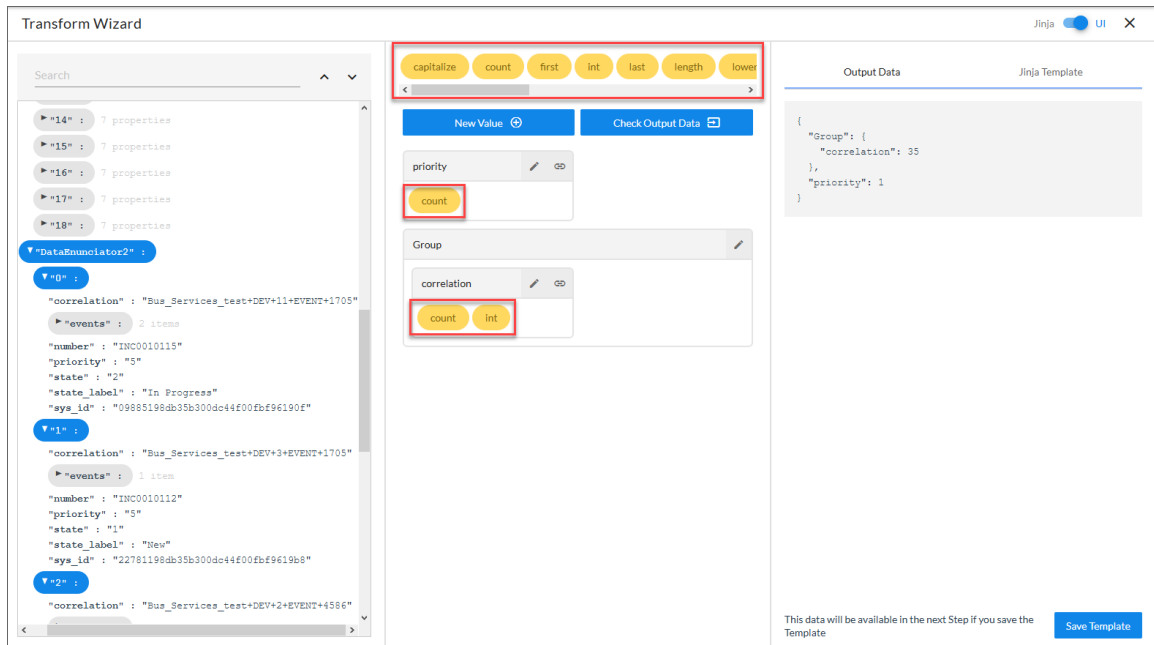 Transform Wizard
Jinja UI
Search
"14" : 7 properties
"15" : 7 properties
"16" : 7 properties
"17" : 7 properties
"18" : 7 properties
"DataEnunciator2" :
"0" :
"correlation" : "Bus_Services_test+DEV+11+EVENT+1705"
"events" : 2 items
"number" : "INC0010115"
"priority" : "5"
"state" : "2"
"state_label" : "In Progress"
"sys_id" : "09885198db35b300dc44f00fbf96190f"
"1" :
"correlation" : "Bus_Services_test+DEV+3+EVENT+1705"
"events" : 1 item
"number" : "INC0010112"
"priority" : "5"
"state" : "1"
"state_label" : "New"
"sys_id" : "22781198db35b300dc44f00fbf9619b8"
"2" :
"correlation" : "Bus_Services_test+DEV+2+EVENT+4586"
capitalize count first int last length lower
New Value Check Output Data
priority
count
Group
correlation
count int
Output Data Jinja Template
{
"Group": {
"correlation": 35
},
"priority": 1
}
This data will be available in the next Step if you save the
Template
Save Template